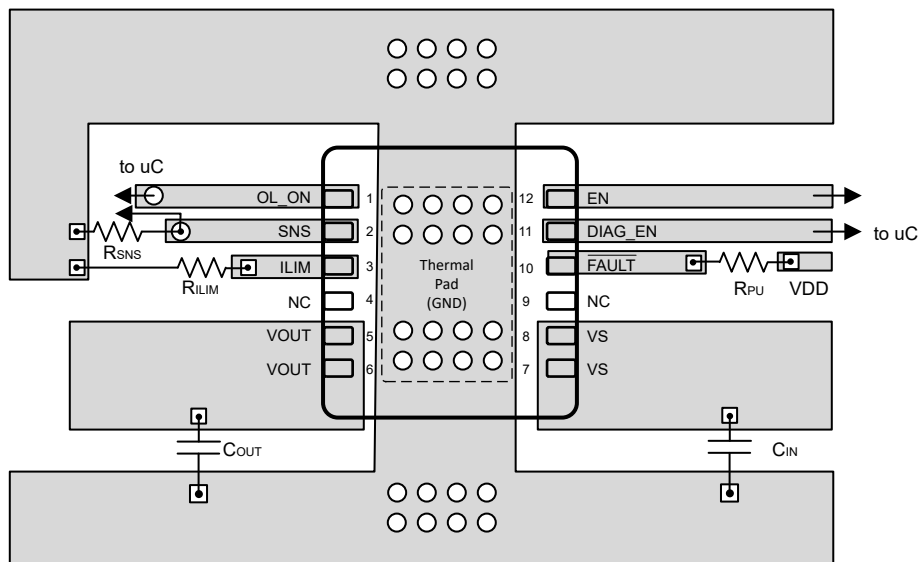 to uC
OL_ON 1
12 EN
SNS 2
11 DIAG_EN
to uC
RSNS
ILIM 3
Thermal
Pad
(GND)
10 FAULT
RILIM
RPU
VDD
NC 4
9 NC
VOUT 5
8 VS
VOUT 6
7 VS
COUT
CIN